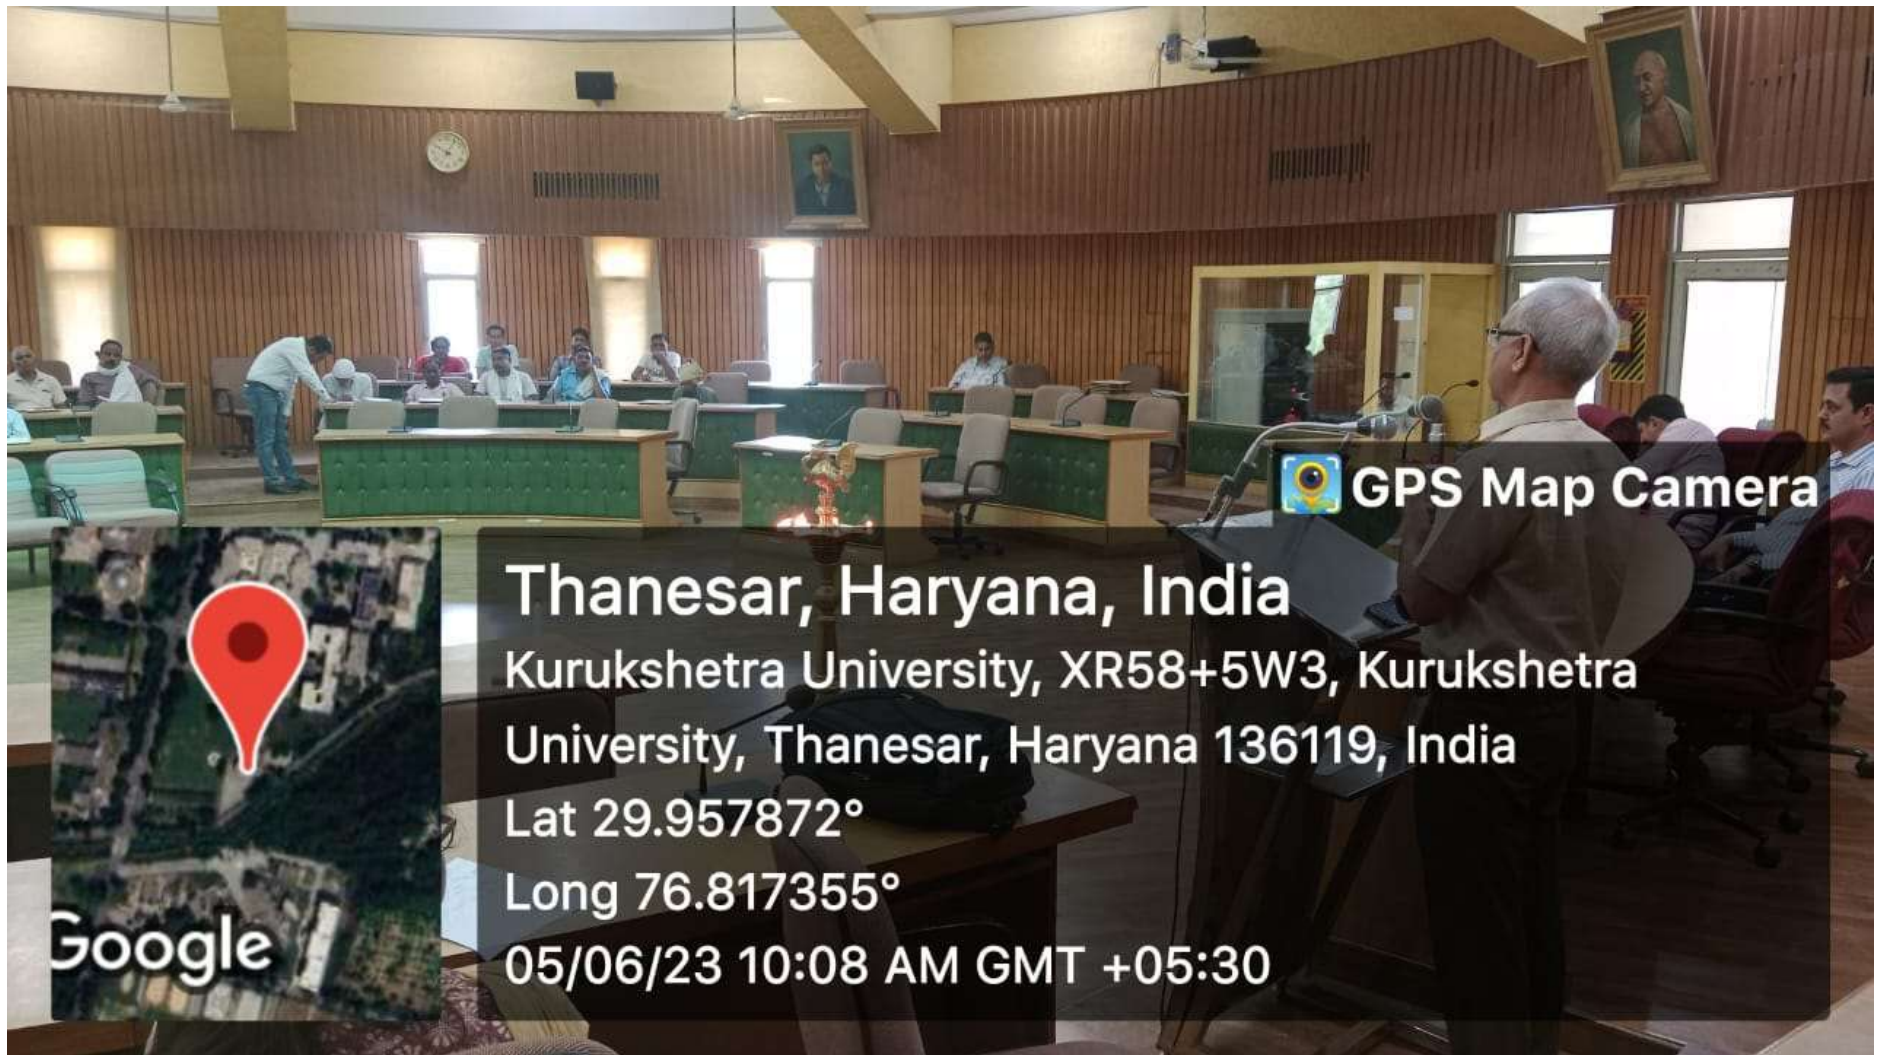 GPS Map Camera
Thanesar, Haryana, India
Kurukshetra University, XR58+5W3, Kurukshetra
University, Thanesar, Haryana 136119, India
Lat 29.957872°
Long 76.817355°
05/06/23 10:08 AM GMT +05:30
Google